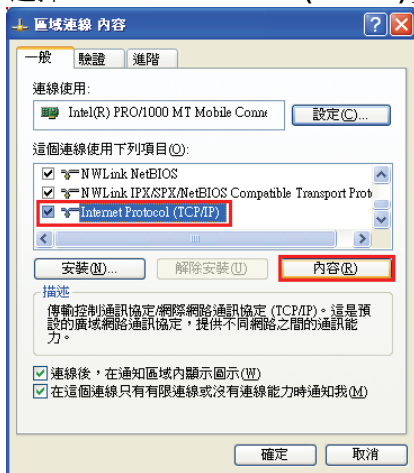 區域連線 內容
一般 驗證 進階
連線使用:
Intel(R) PRO/1000 MT Mobile Conne
設定(C)...
這個連線使用下列項目(O):
NWLink NetBIOS
NWLink IPX/SPX/NetBIOS Compatible Transport Prot
Internet Protocol (TCP/IP)
安裝(N)... 解除安裝(U) 內容(R)
描述
傳輸控制通訊協定/網際網路通訊協定 (TCP/IP)。這是預
設的廣域網路通訊協定，提供不同網路之間的通訊能
力。
連線後，在通知區域內顯示圖示(W)
在這個連線只有有限連線或沒有連線能力時通知我(M)
確定 取消